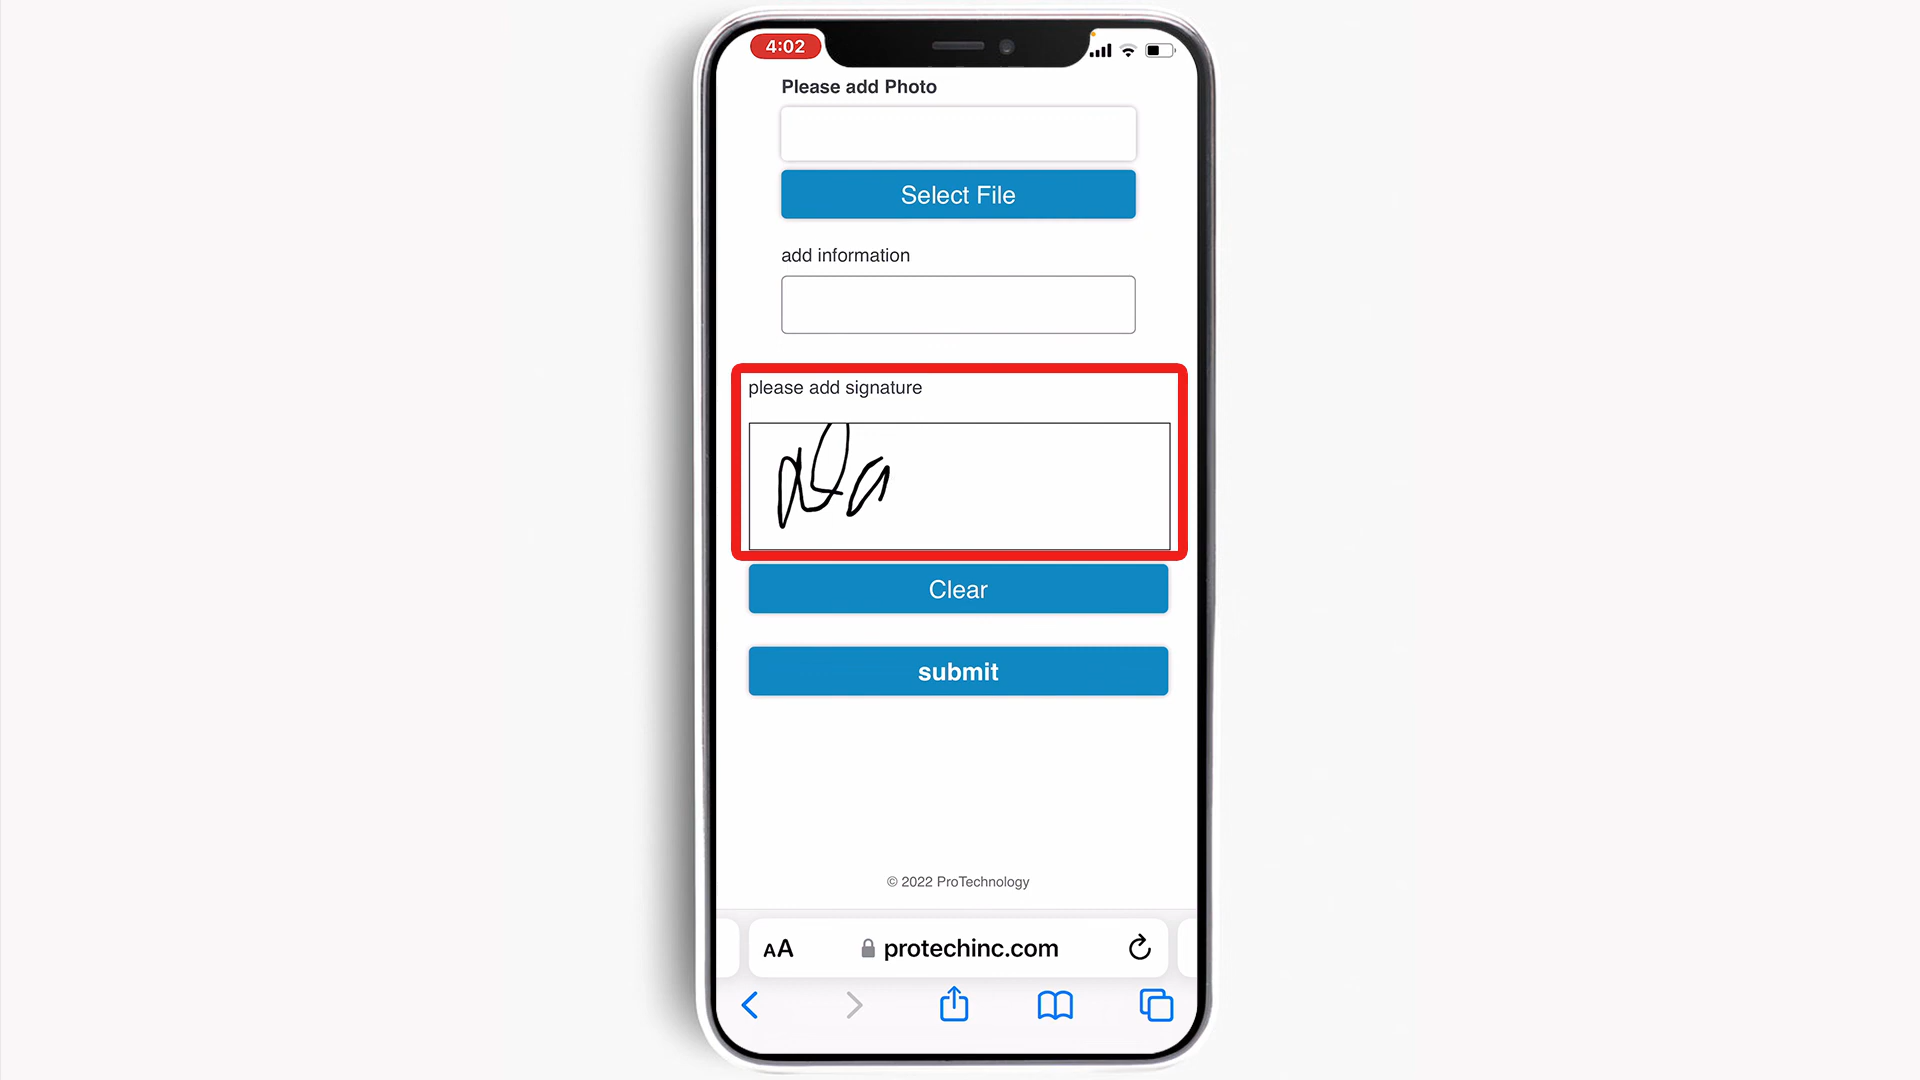 4:02
Please add Photo
Select File
add information
please add signature
Clear
submit
© 2022 ProTechnology
AA protechinc.com